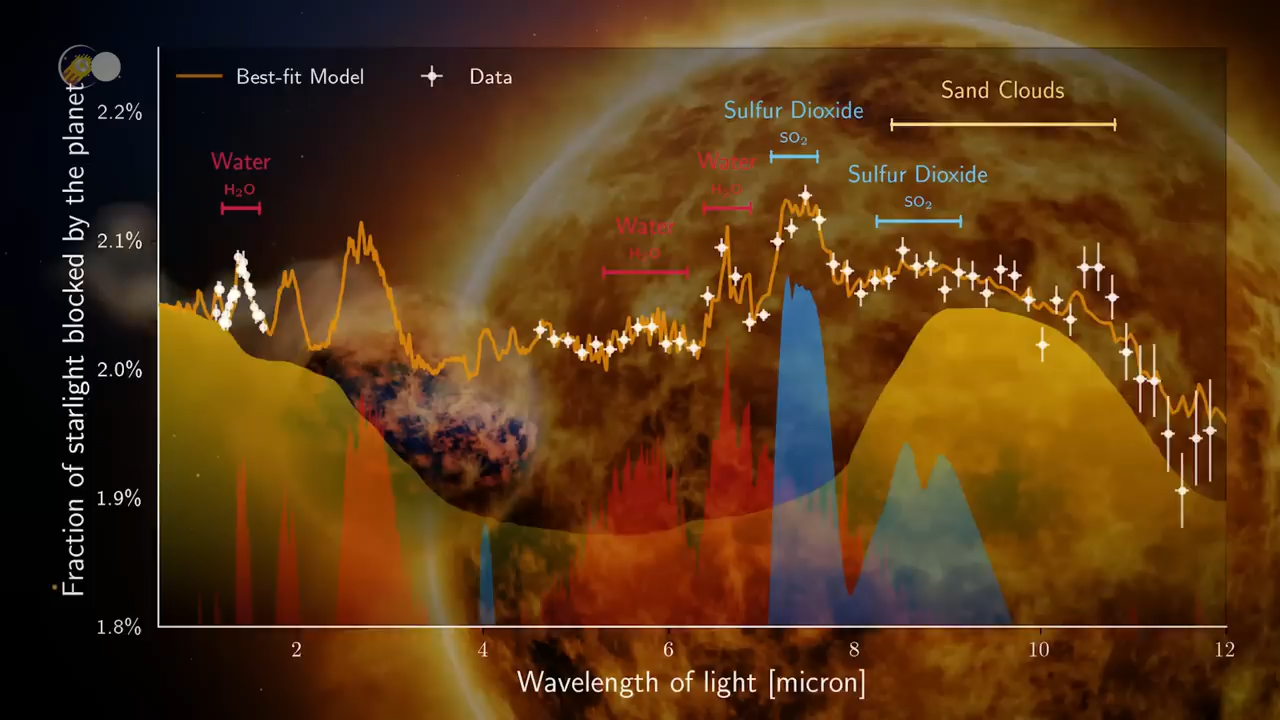 Best-fit Model
Data
Sand Clouds
Sulfur Dioxide
SO₂
Water
H₂O
Water
H₂O
Sulfur Dioxide
SO₂
Water
H₂O
Fraction of starlight blocked by the planet
2.2%
2.1%
2.0%
1.9%
1.8%
2
4
6
8
10
12
Wavelength of light [micron]